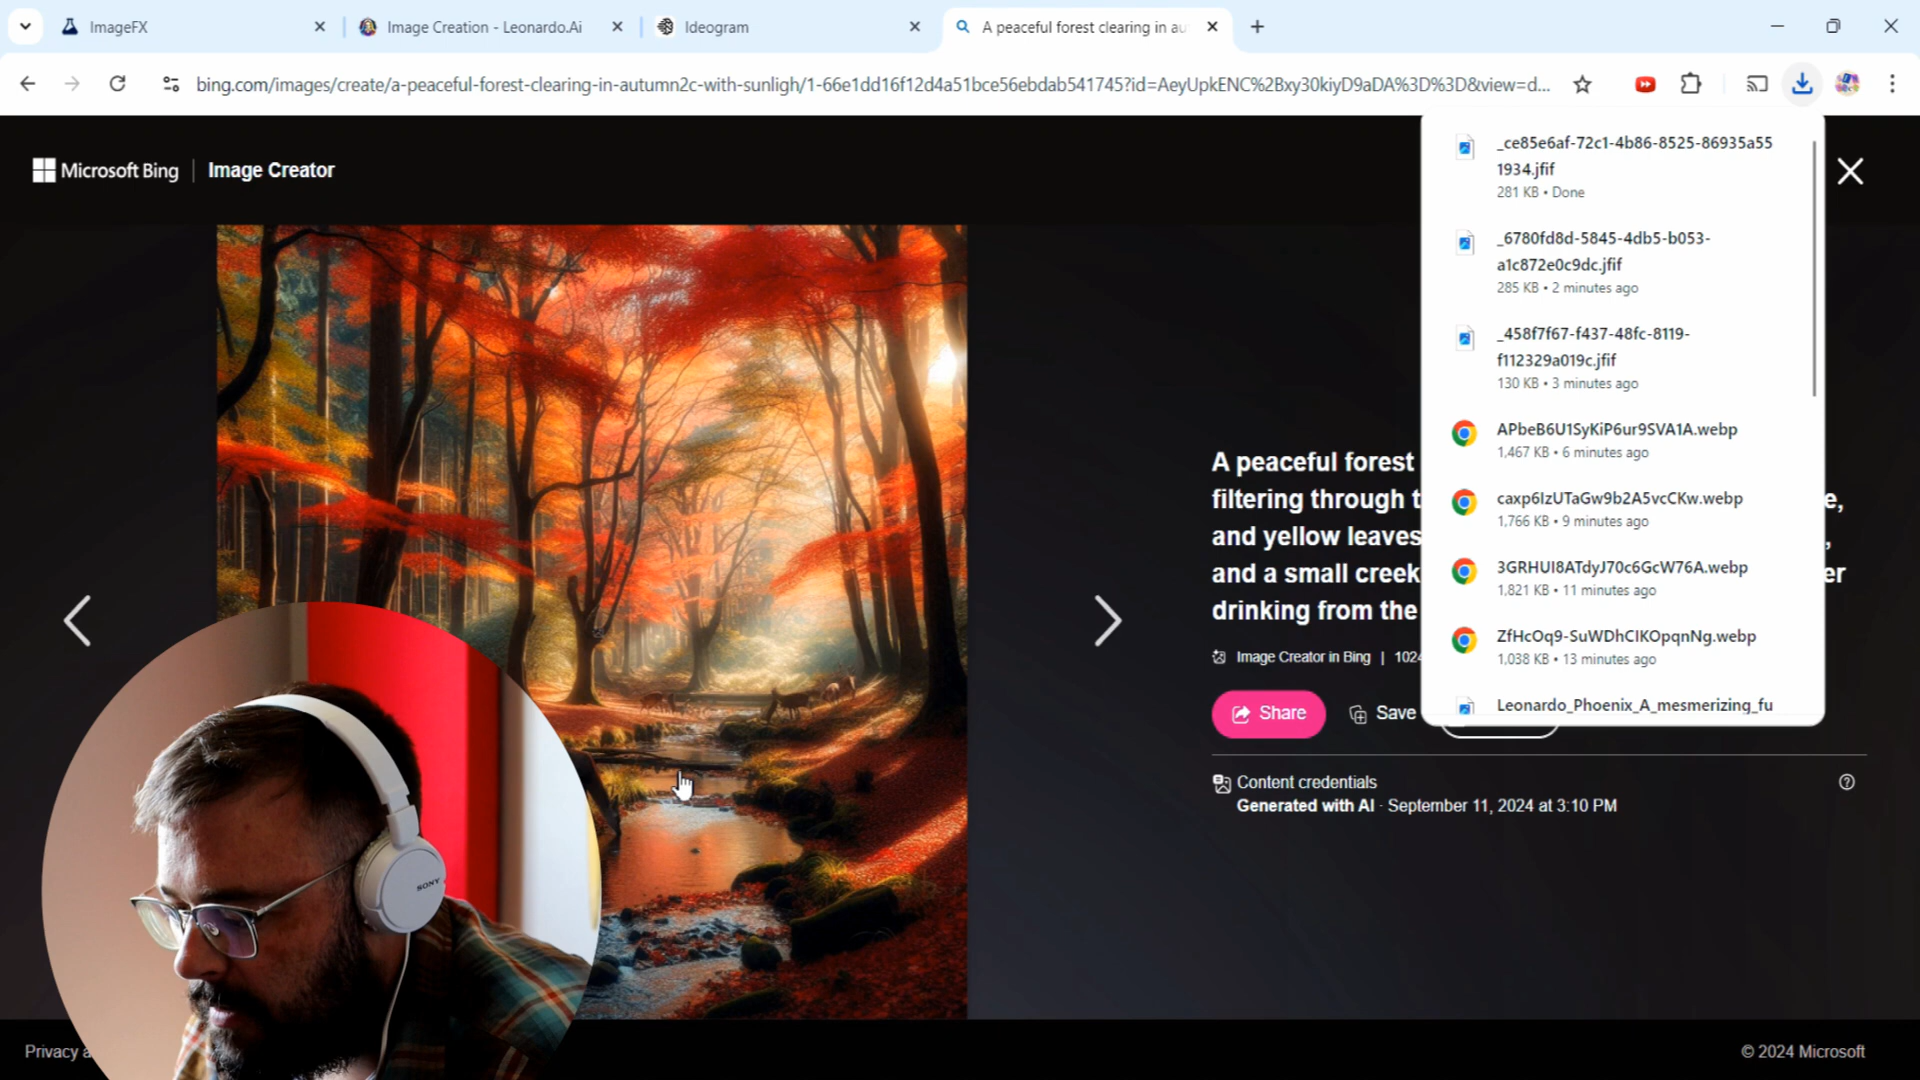 ImageFX
Image Creation - Leonardo.Ai
Ideogram
A peaceful forest clearing in au
bing.com/images/create/a-peaceful-forest-clearing-in-autumn2c-with-sunligh/1-66e1dd16f12d4a51bce56ebdab541745?id=AeyUpkENC%2Bxy30kiyD9aDA%3D%3D&view=d...
Microsoft Bing
Image Creator
_ce85e6af-72c1-4b86-8525-86935a55
1934.jfif
281 KB • Done
_6780fd8d-5845-4db5-b053-
a1c872e0c9dc.jfif
285 KB • 2 minutes ago
_458f7f67-f437-48fc-8119-
f112329a019c.jfif
130 KB • 3 minutes ago
APbeB6U1SyKiP6ur9SVA1A.webp
1,467 KB • 6 minutes ago
caxp6IzUTaGw9b2A5vcCKw.webp
1,766 KB • 9 minutes ago
3GRHUI8ATdyJ70c6GcW76A.webp
1,821 KB • 11 minutes ago
ZfHcOq9-SuWDhCIKOpqnNg.webp
1,038 KB • 13 minutes ago
Leonardo_Phoenix_A_mesmerizing_fu
A peaceful forest
filtering through t e,
and yellow leaves ,
and a small creek er
drinking from the
Image Creator in Bing | 102
Share
Save
Content credentials
Generated with AI · September 11, 2024 at 3:10 PM
SONY
Privacy a
© 2024 Microsoft